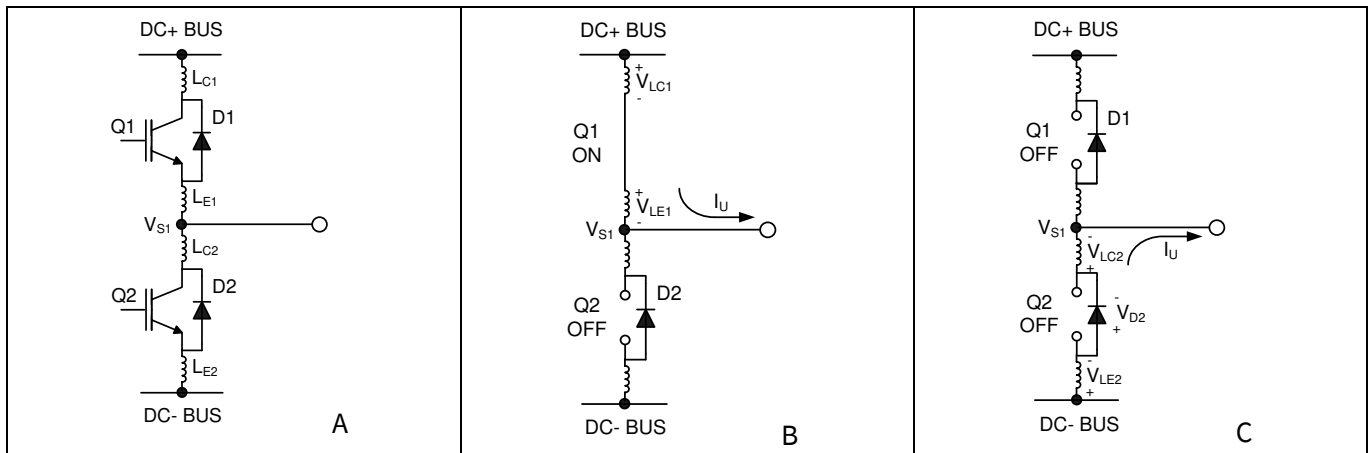 DC+ BUS
LC1
Q1
D1
LE1
VS1
LC2
Q2
D2
LE2
DC- BUS
A
DC+ BUS
+
VLC1
-
Q1
ON
+
VLE1
-
IU
VS1
D2
Q2
OFF
DC- BUS
B
DC+ BUS
D1
Q1
OFF
VS1
-
VLC2
+
IU
Q2
OFF
-
VD2
+
-
VLE2
+
DC- BUS
C